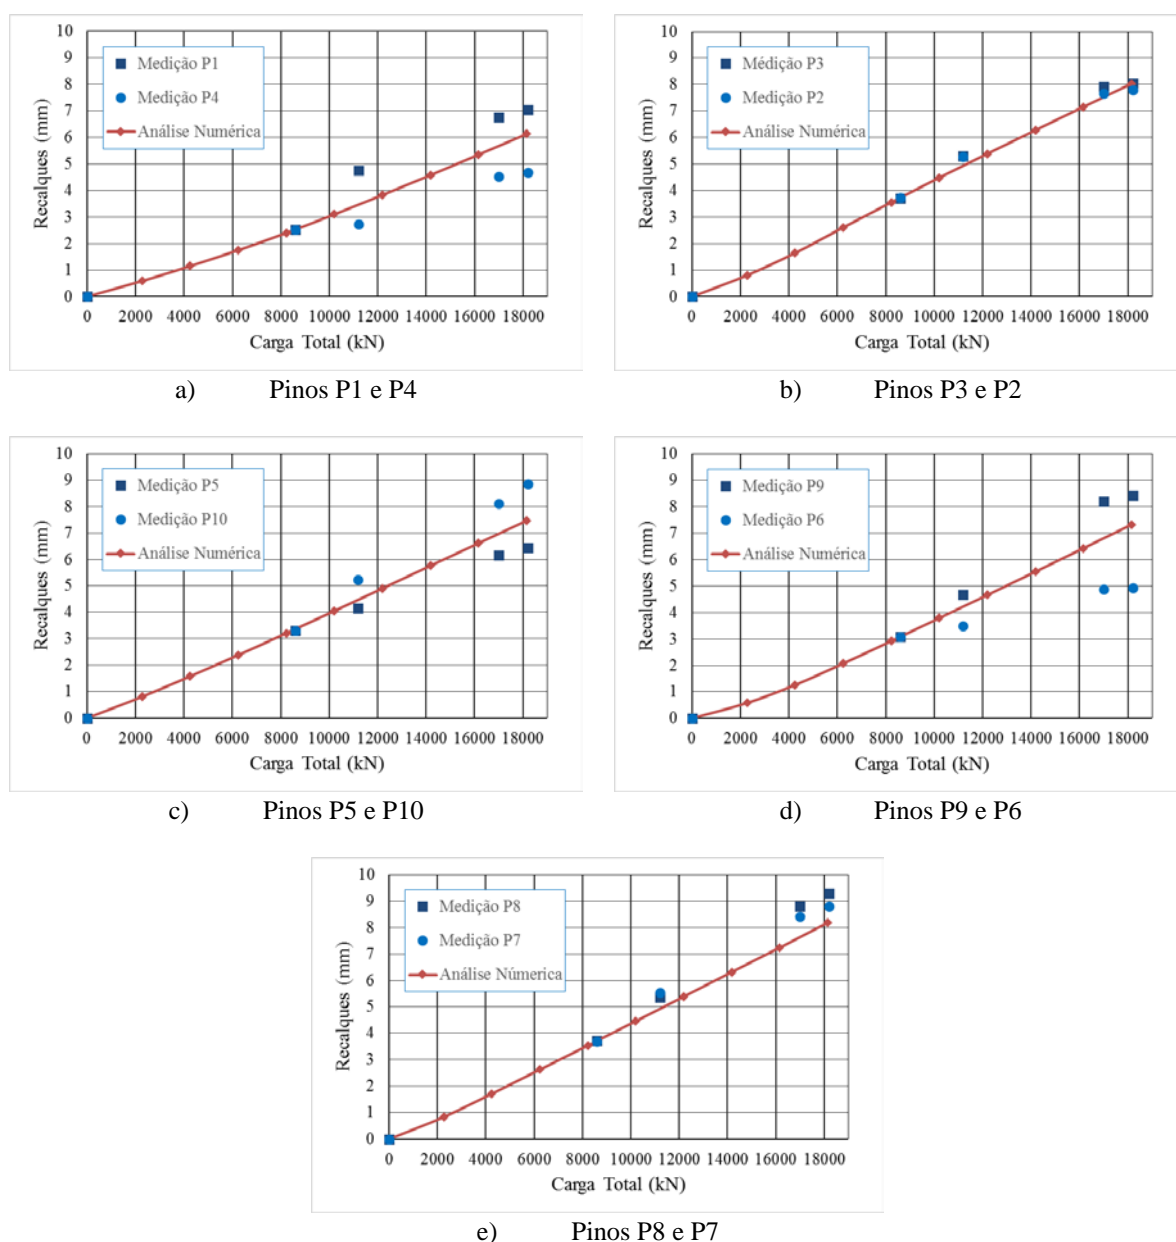 10
9
8
7
6
5
4
3
2
1
0
Recalques (mm)
Medição P1
Medição P4
Análise Numérica
0 2000 4000 6000 8000 10000 12000 14000 16000 18000
Carga Total (kN)
a) Pinos P1 e P4
10
9
8
7
6
5
4
3
2
1
0
Recalques (mm)
Médição P3
Medição P2
Análise Numérica
0 2000 4000 6000 8000 10000 12000 14000 16000 18000
Carga Total (kN)
b) Pinos P3 e P2
10
9
8
7
6
5
4
3
2
1
0
Recalques (mm)
Medição P5
Medição P10
Análise Numérica
0 2000 4000 6000 8000 10000 12000 14000 16000 18000
Carga Total (kN)
c) Pinos P5 e P10
10
9
8
7
6
5
4
3
2
1
0
Recalques (mm)
Medição P9
Medição P6
Análise Numérica
0 2000 4000 6000 8000 10000 12000 14000 16000 18000
Carga Total (kN)
d) Pinos P9 e P6
10
9
8
7
6
5
4
3
2
1
0
Recalques (mm)
Medição P8
Medição P7
Análise Númerica
0 2000 4000 6000 8000 10000 12000 14000 16000 18000
Carga Total (kN)
e) Pinos P8 e P7